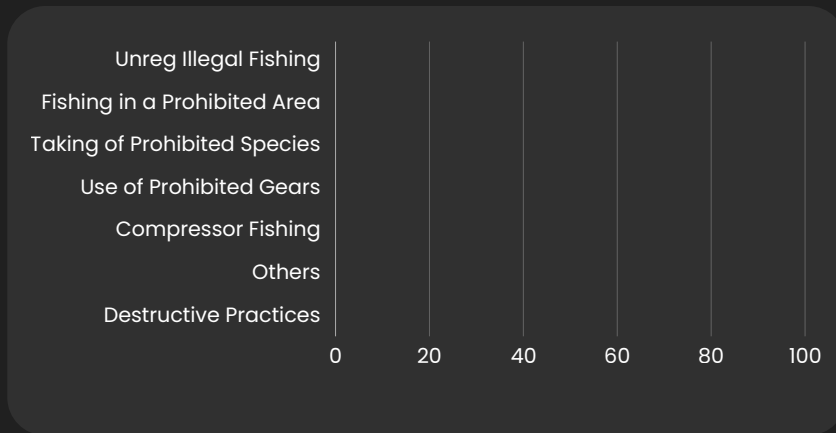 Unreg Illegal Fishing
Fishing in a Prohibited Area
Taking of Prohibited Species
Use of Prohibited Gears
Compressor Fishing
Others
Destructive Practices
0 20 40 60 80 100